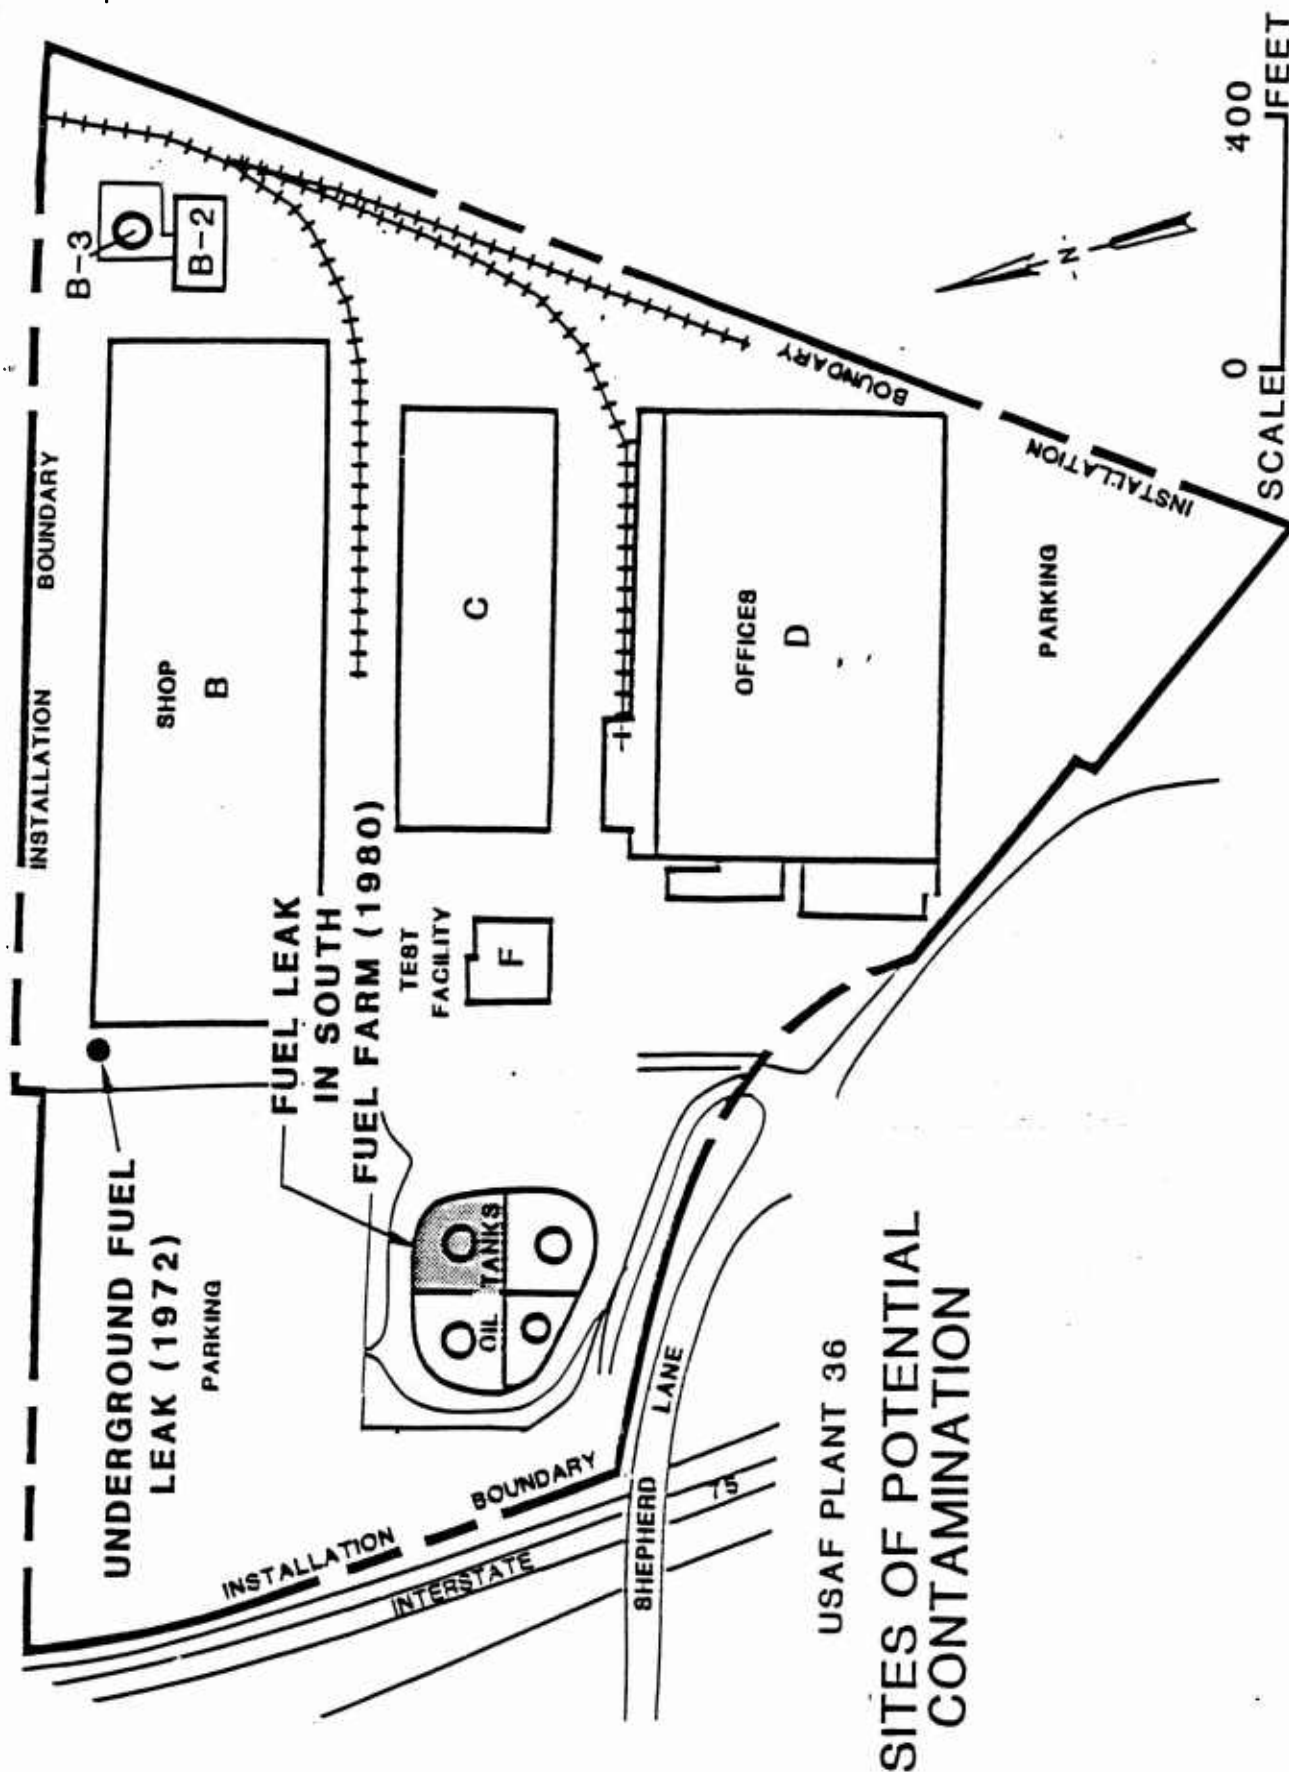 INSTALLATION BOUNDARY
B-3
B-2
SHOP
B
UNDERGROUND FUEL
LEAK (1972)
PARKING
FUEL LEAK
IN SOUTH
FUEL FARM (1980)
TEST
FACILITY
F
C
OIL TANKS
OFFICES
D
PARKING
INSTALLATION BOUNDARY
INSTALLATION BOUNDARY
INTERSTATE 75
SHEPHERD LANE
N
USAF PLANT 36
SITES OF POTENTIAL
CONTAMINATION
0 400
SCALE FEET